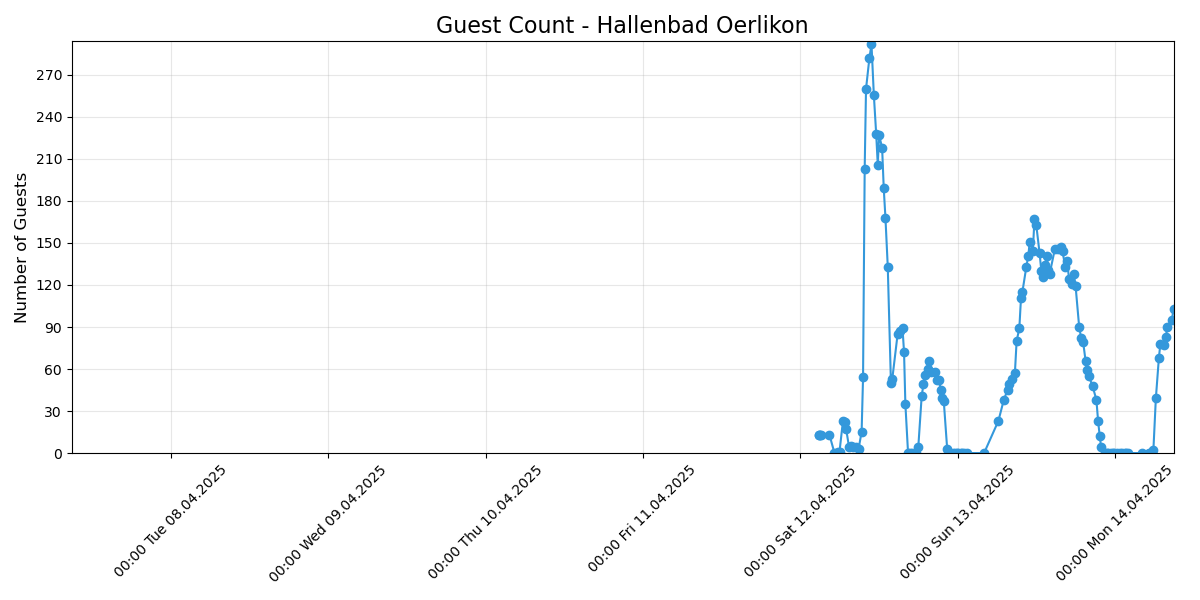 Guest Count - Hallenbad Oerlikon
Number of Guests
270
240
210
180
150
120
90
60
30
0
00:00 Tue 08.04.2025
00:00 Wed 09.04.2025
00:00 Thu 10.04.2025
00:00 Fri 11.04.2025
00:00 Sat 12.04.2025
00:00 Sun 13.04.2025
00:00 Mon 14.04.2025